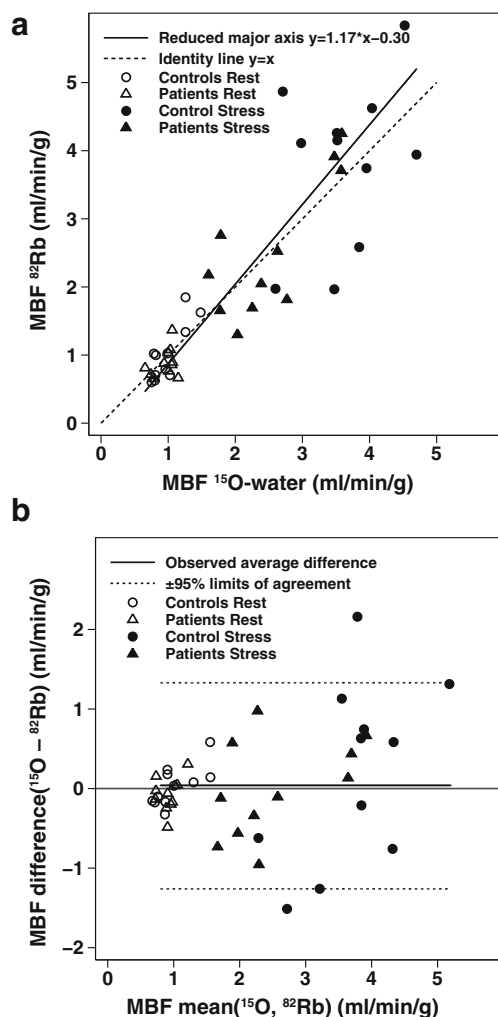 a
Reduced major axis y=1.17*x−0.30
Identity line y=x
Controls Rest
Patients Rest
Control Stress
Patients Stress
5
4
3
2
1
0
MBF ⁸²Rb (ml/min/g)
0 1 2 3 4 5
MBF ¹⁵O-water (ml/min/g)
b
Observed average difference
±95% limits of agreement
Controls Rest
Patients Rest
Control Stress
Patients Stress
2
1
0
−1
−2
MBF difference(¹⁵O − ⁸²Rb) (ml/min/g)
0 1 2 3 4 5
MBF mean(¹⁵O, ⁸²Rb) (ml/min/g)